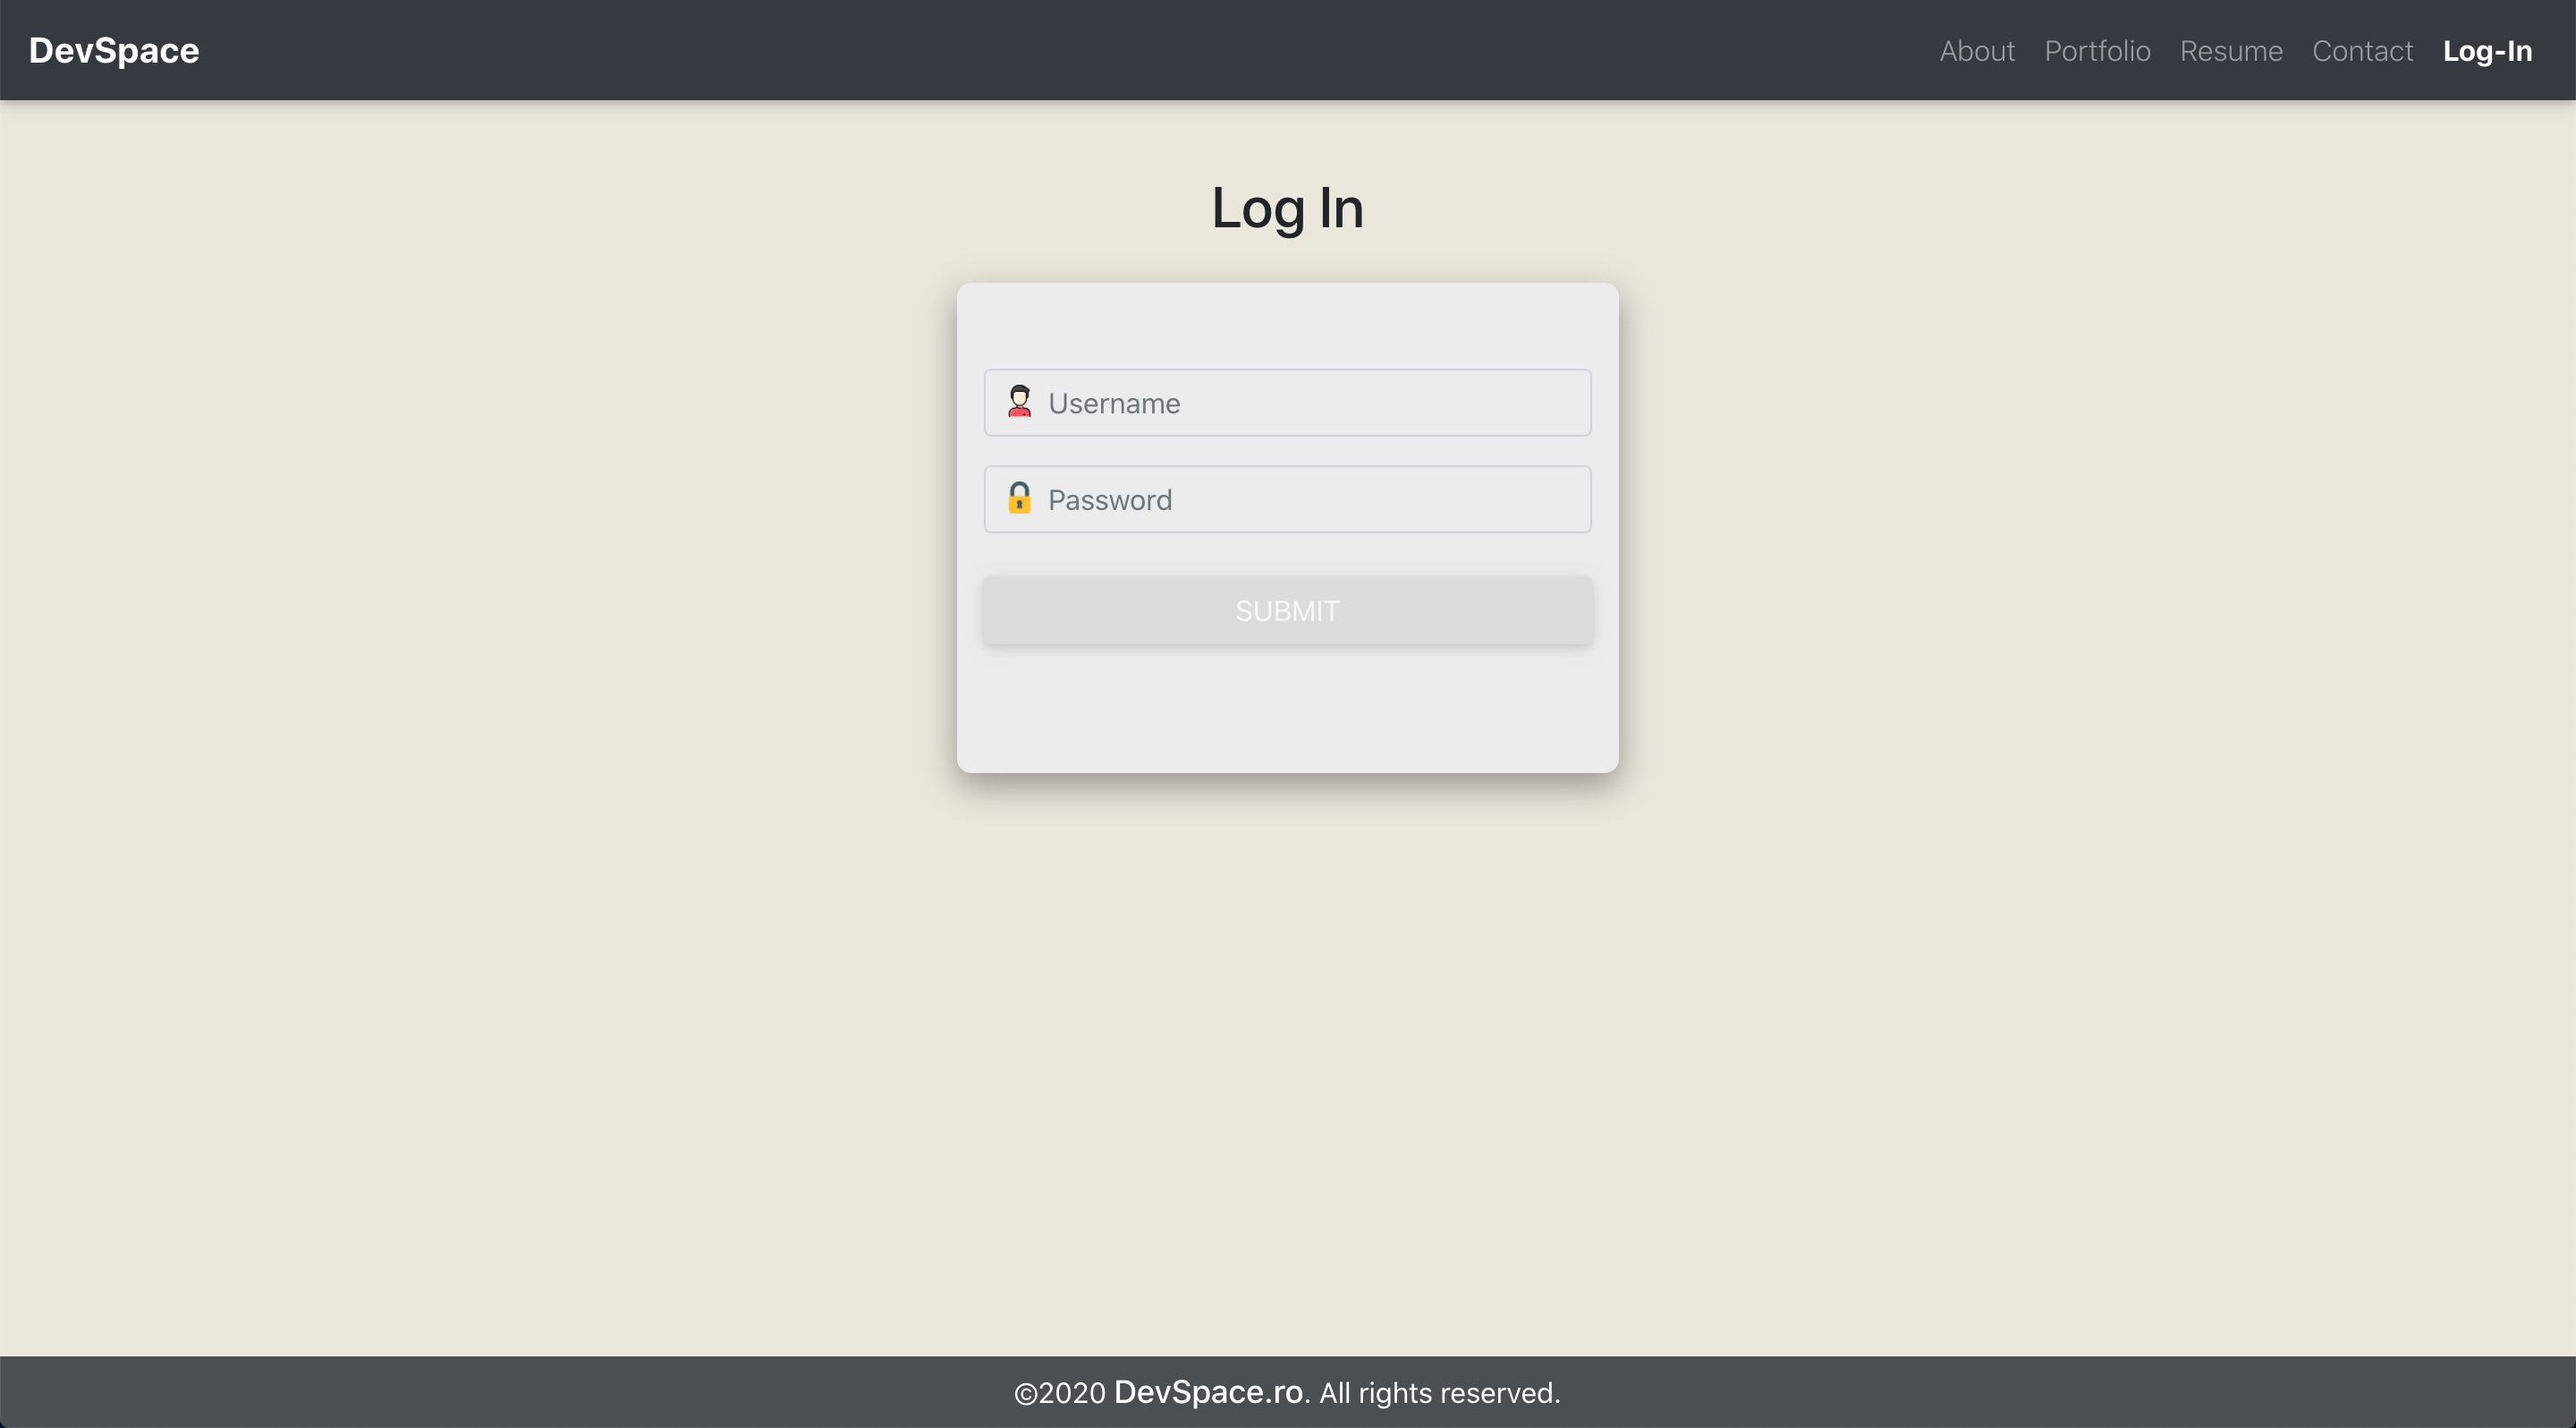 DevSpace About Portfolio Resume Contact Log-In
Log In
Username
Password
SUBMIT
©2020 DevSpace.ro. All rights reserved.